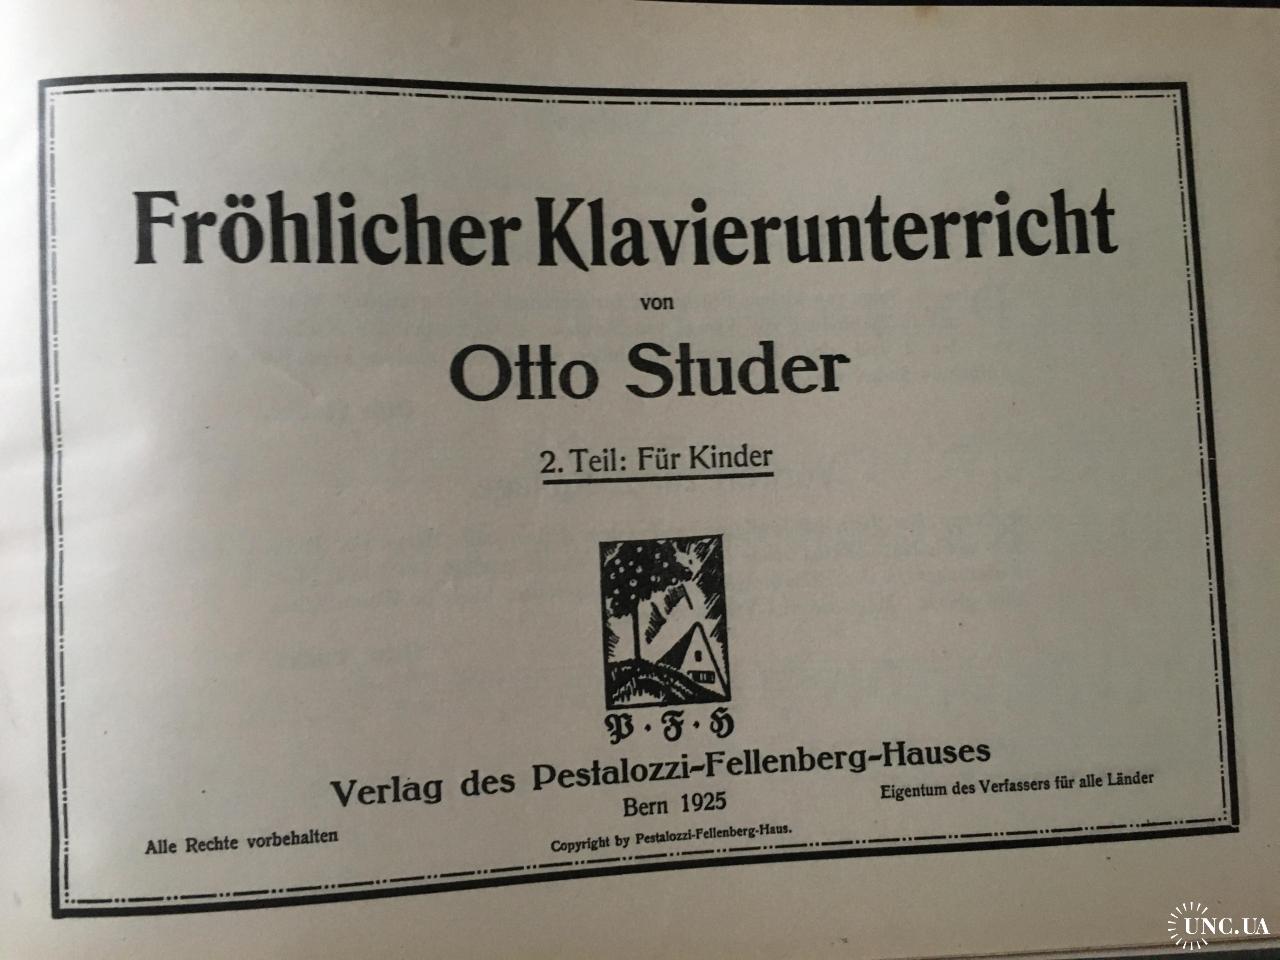 Fröhlicher Klavierunterricht
von
Otto Studer
2. Teil: Für Kinder
P · F · H
Verlag des Pestalozzi-Fellenberg-Hauses
Bern 1925
Eigentum des Verfassers für alle Länder
Alle Rechte vorbehalten
Copyright by Pestalozzi-Fellenberg-Haus.
UNC.UA